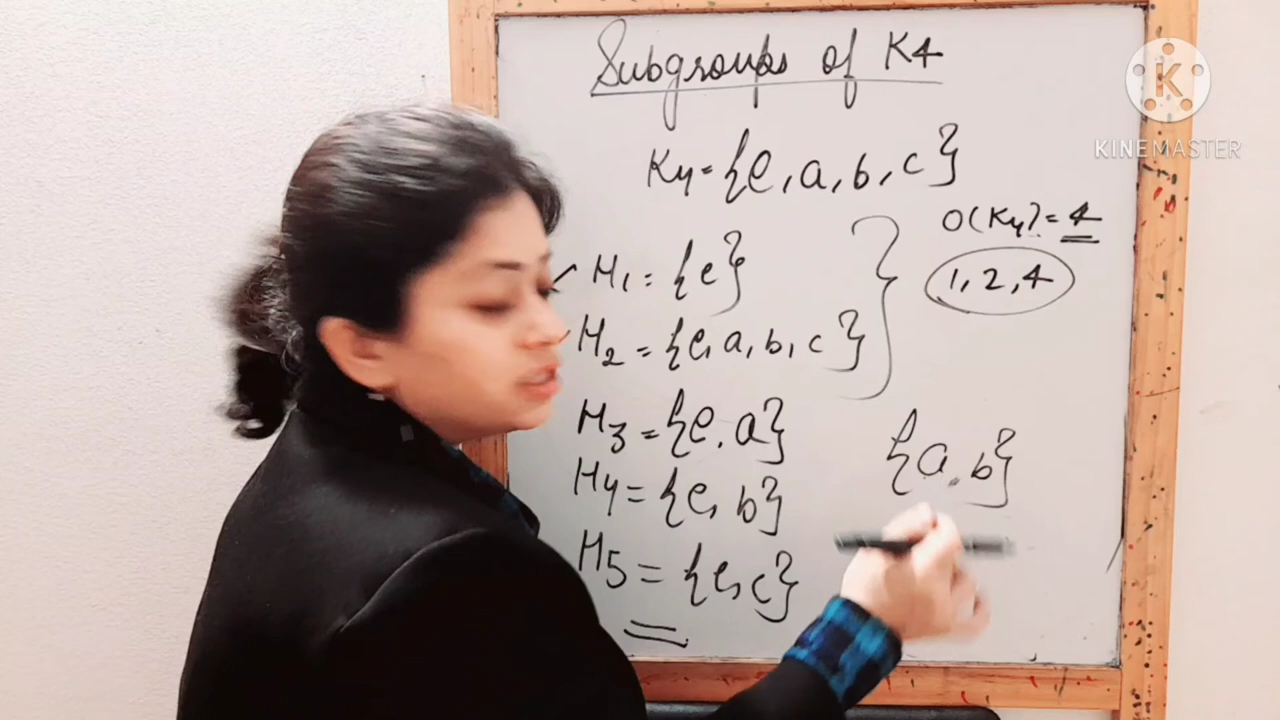 Subgroups of K4
K4 = {e, a, b, c}
O(K4) = 4
1, 2, 4
H1 = {e}
H2 = {e, a, b, c}
H3 = {e, a}
H4 = {e, b}
H5 = {e, c}
{a, b}
K
KINEMASTER